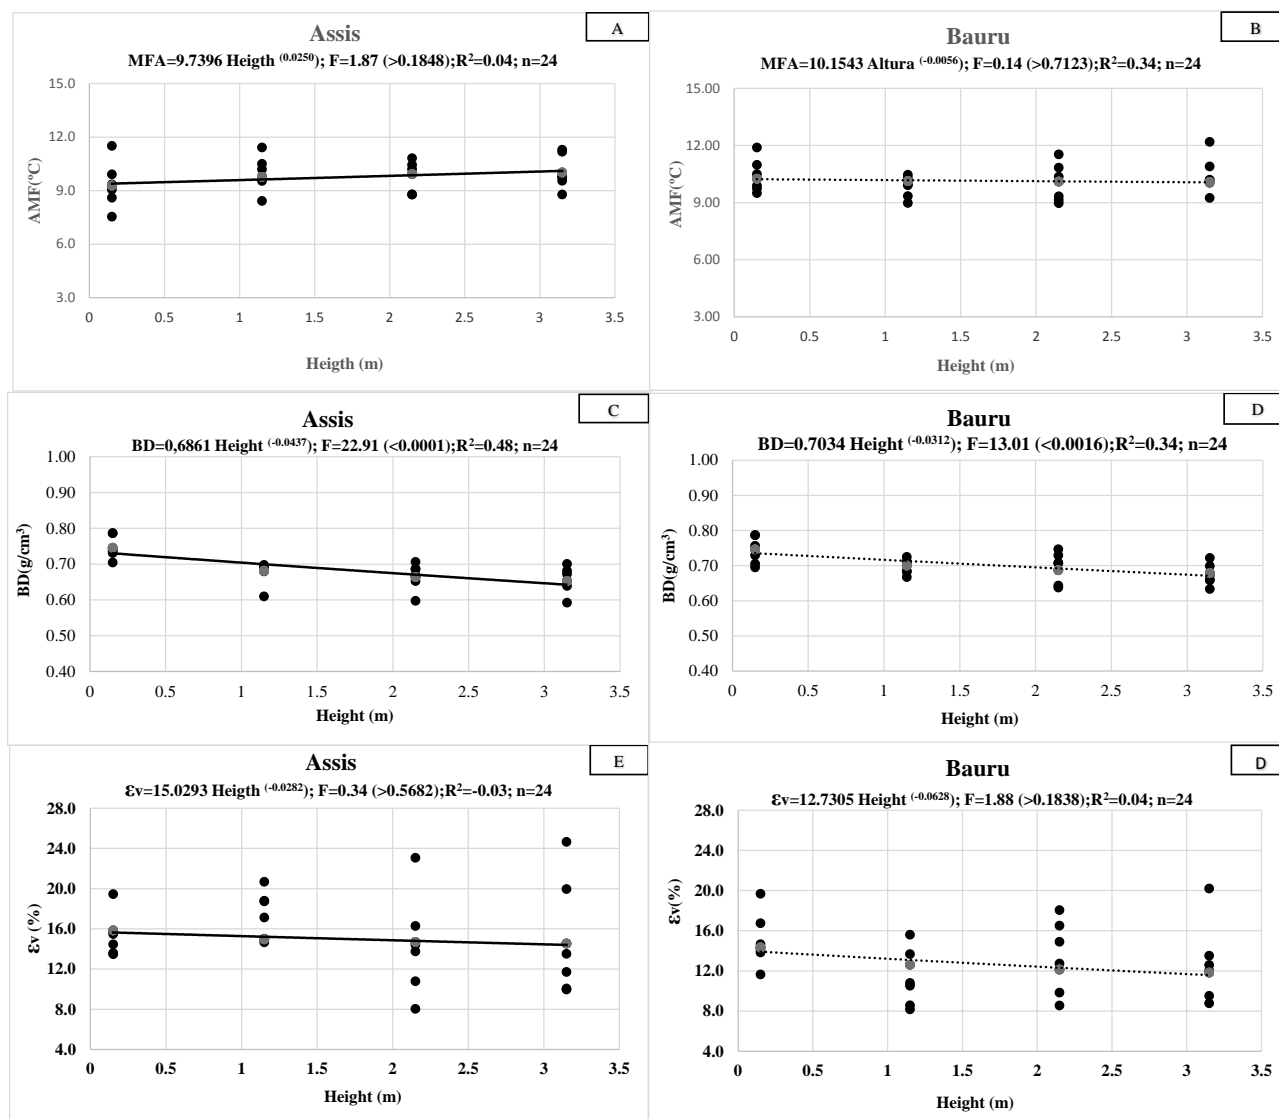 Assis
A
MFA=9.7396 Heigth (0.0250); F=1.87 (>0.1848);R2=0.04; n=24
AMF(ºC)
15.0
12.0
9.0
6.0
3.0
0 0.5 1 1.5 2 2.5 3 3.5
Heigth (m)
Bauru
B
MFA=10.1543 Altura (-0.0056); F=0.14 (>0.7123);R2=0.34; n=24
AMF(ºC)
15.00
12.00
9.00
6.00
3.00
0 0.5 1 1.5 2 2.5 3 3.5
Height (m)
Assis
C
BD=0,6861 Height (-0.0437); F=22.91 (<0.0001);R2=0.48; n=24
BD(g/cm3)
1.00
0.90
0.80
0.70
0.60
0.50
0.40
0 0.5 1 1.5 2 2.5 3 3.5
Height (m)
Bauru
D
BD=0.7034 Height (-0.0312); F=13.01 (<0.0016);R2=0.34; n=24
BD(g/cm3)
1.00
0.90
0.80
0.70
0.60
0.50
0.40
0 0.5 1 1.5 2 2.5 3 3.5
Height (m)
Assis
E
Ɛv=15.0293 Heigth (-0.0282); F=0.34 (>0.5682);R2=-0.03; n=24
Ɛv (%)
28.0
24.0
20.0
16.0
12.0
8.0
4.0
0 0.5 1 1.5 2 2.5 3 3.5
Height (m)
Bauru
D
Ɛv=12.7305 Height (-0.0628); F=1.88 (>0.1838);R2=0.04; n=24
Ɛv(%)
28.0
24.0
20.0
16.0
12.0
8.0
4.0
0 0.5 1 1.5 2 2.5 3 3.5
Height (m)